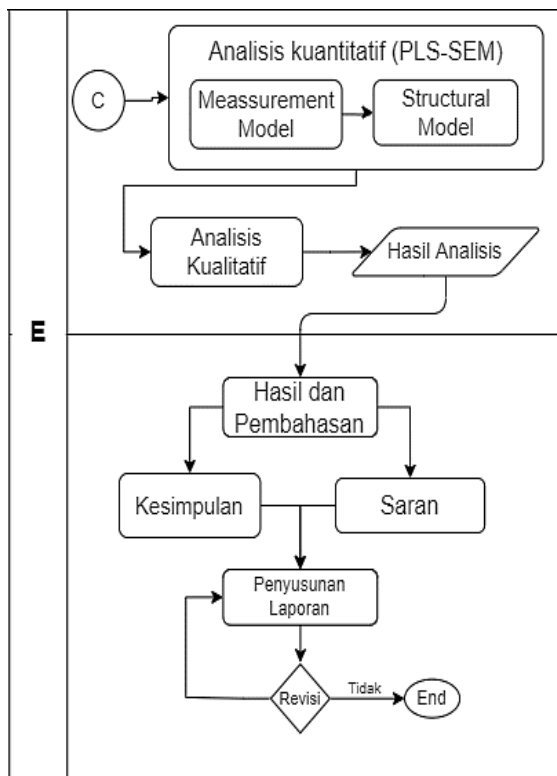 Analisis kuantitatif (PLS-SEM)
C
Meassurement
Model
Structural
Model
Analisis
Kualitatif
Hasil Analisis
E
Hasil dan
Pembahasan
Kesimpulan
Saran
Penyusunan
Laporan
Revisi
Tidak
End